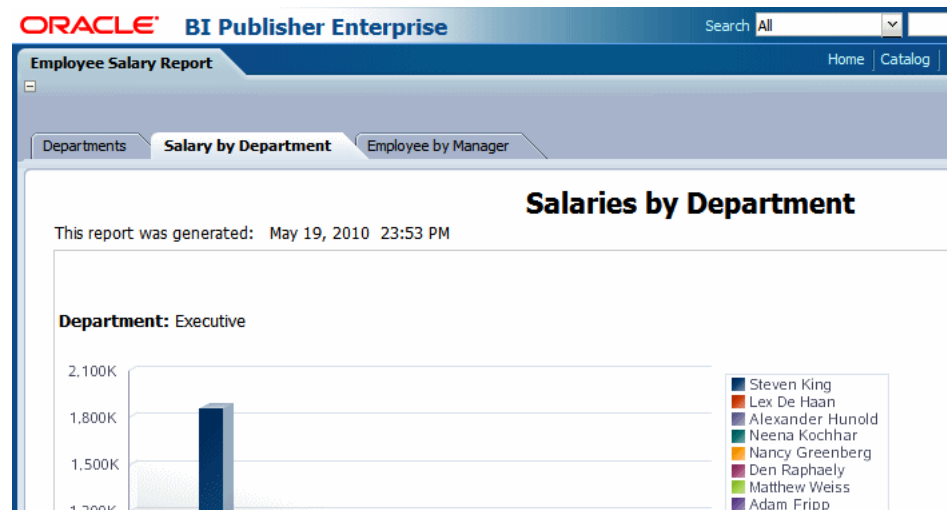 ORACLE BI Publisher Enterprise Search All
Employee Salary Report Home Catalog
Departments Salary by Department Employee by Manager
Salaries by Department
This report was generated: May 19, 2010 23:53 PM
Department: Executive
2,100K
1,800K
1,500K
Steven King
Lex De Haan
Alexander Hunold
Neena Kochhar
Nancy Greenberg
Den Raphaely
Matthew Weiss
Adam Fripp